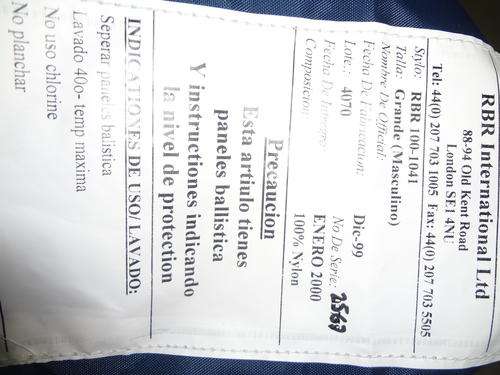 RBR International Ltd
88-94 Old Kent Road
London SE1 4NU
Tel: 44(0) 207 703 1005 Fax: 44(0) 207 703 5505
Stylo: RBR 100-1041
Talla: Grande (Masculino)
Nombre De Official:
Fecha De Fabricacion: Dic-99
Lote.: 4070 No De Serie: 2569
Fecha De ENERO 2000
Composicion: 100% Nylon
Precaucion
Esta artiulo tienes
paneles ballistica
Y instructiones indicando
la nivel de protection
INDICATIONES DE USO/ LAVADO:
Seperar paneles balistica
Lavado 40o- temp maxima
No uso chlorine
No planchar